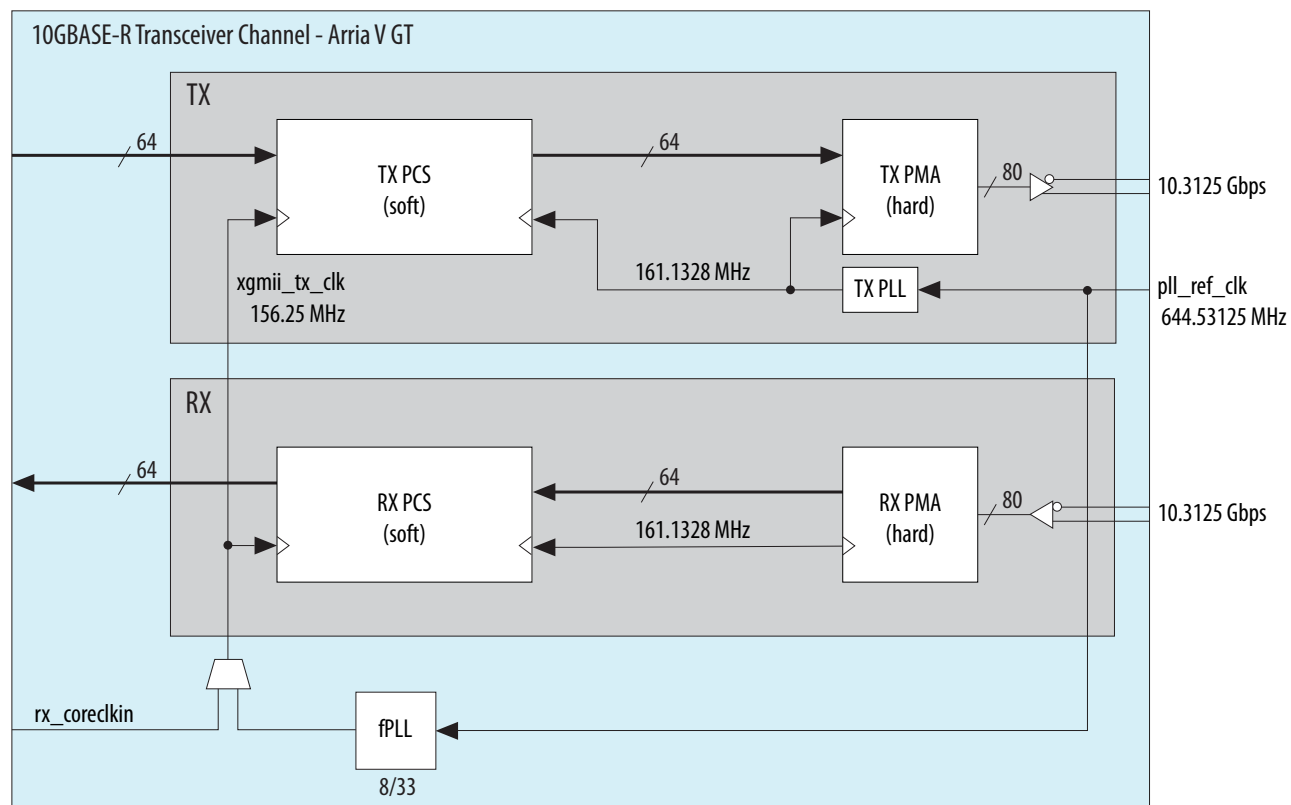 10GBASE-R Transceiver Channel - Arria V GT
TX
64
TX PCS
(soft)
64
TX PMA
(hard)
80
10.3125 Gbps
xgmii_tx_clk
156.25 MHz
161.1328 MHz
TX PLL
pll_ref_clk
644.53125 MHz
RX
64
RX PCS
(soft)
64
161.1328 MHz
RX PMA
(hard)
80
10.3125 Gbps
rx_coreclkin
fPLL
8/33